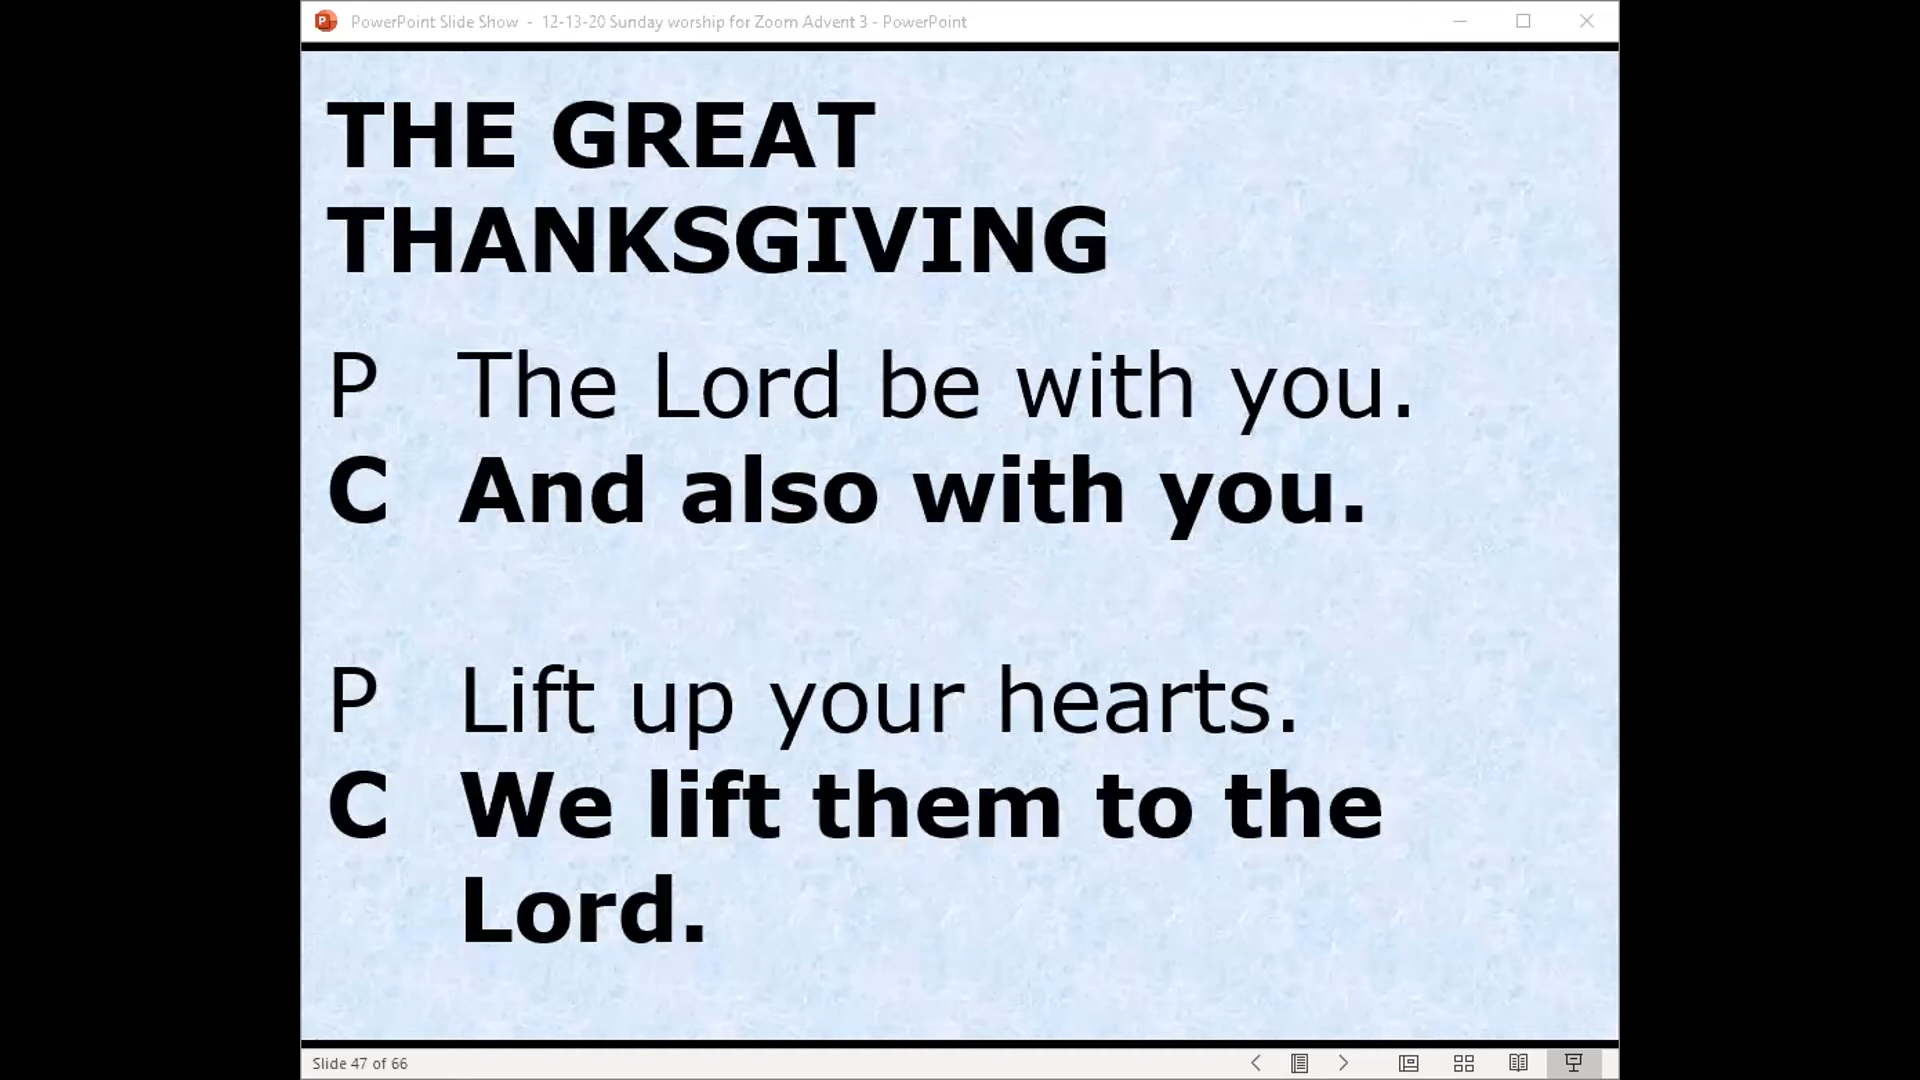 PowerPoint Slide Show - 12-13-20 Sunday worship for Zoom Advent 3 - PowerPoint
THE GREAT
THANKSGIVING
P The Lord be with you.
C And also with you.
P Lift up your hearts.
C We lift them to the
Lord.
Slide 47 of 66